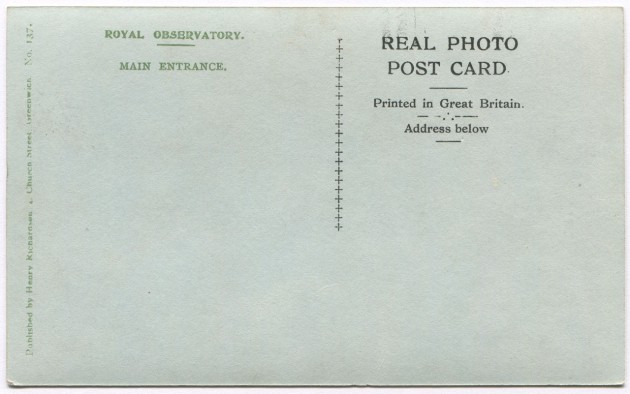 ROYAL OBSERVATORY.
MAIN ENTRANCE.
REAL PHOTO
POST CARD.
Printed in Great Britain.
Address below
Published by Henry Richardson 4, Church Street, Greenwich. No. 137.